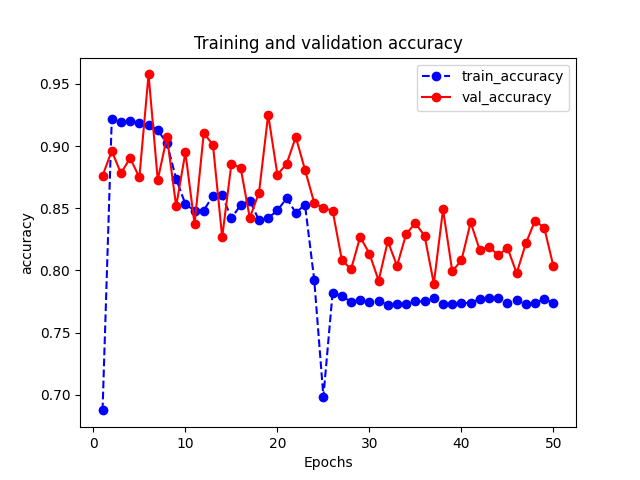 Training and validation accuracy
train_accuracy
val_accuracy
accuracy
0.95
0.90
0.85
0.80
0.75
0.70
0 10 20 30 40 50
Epochs